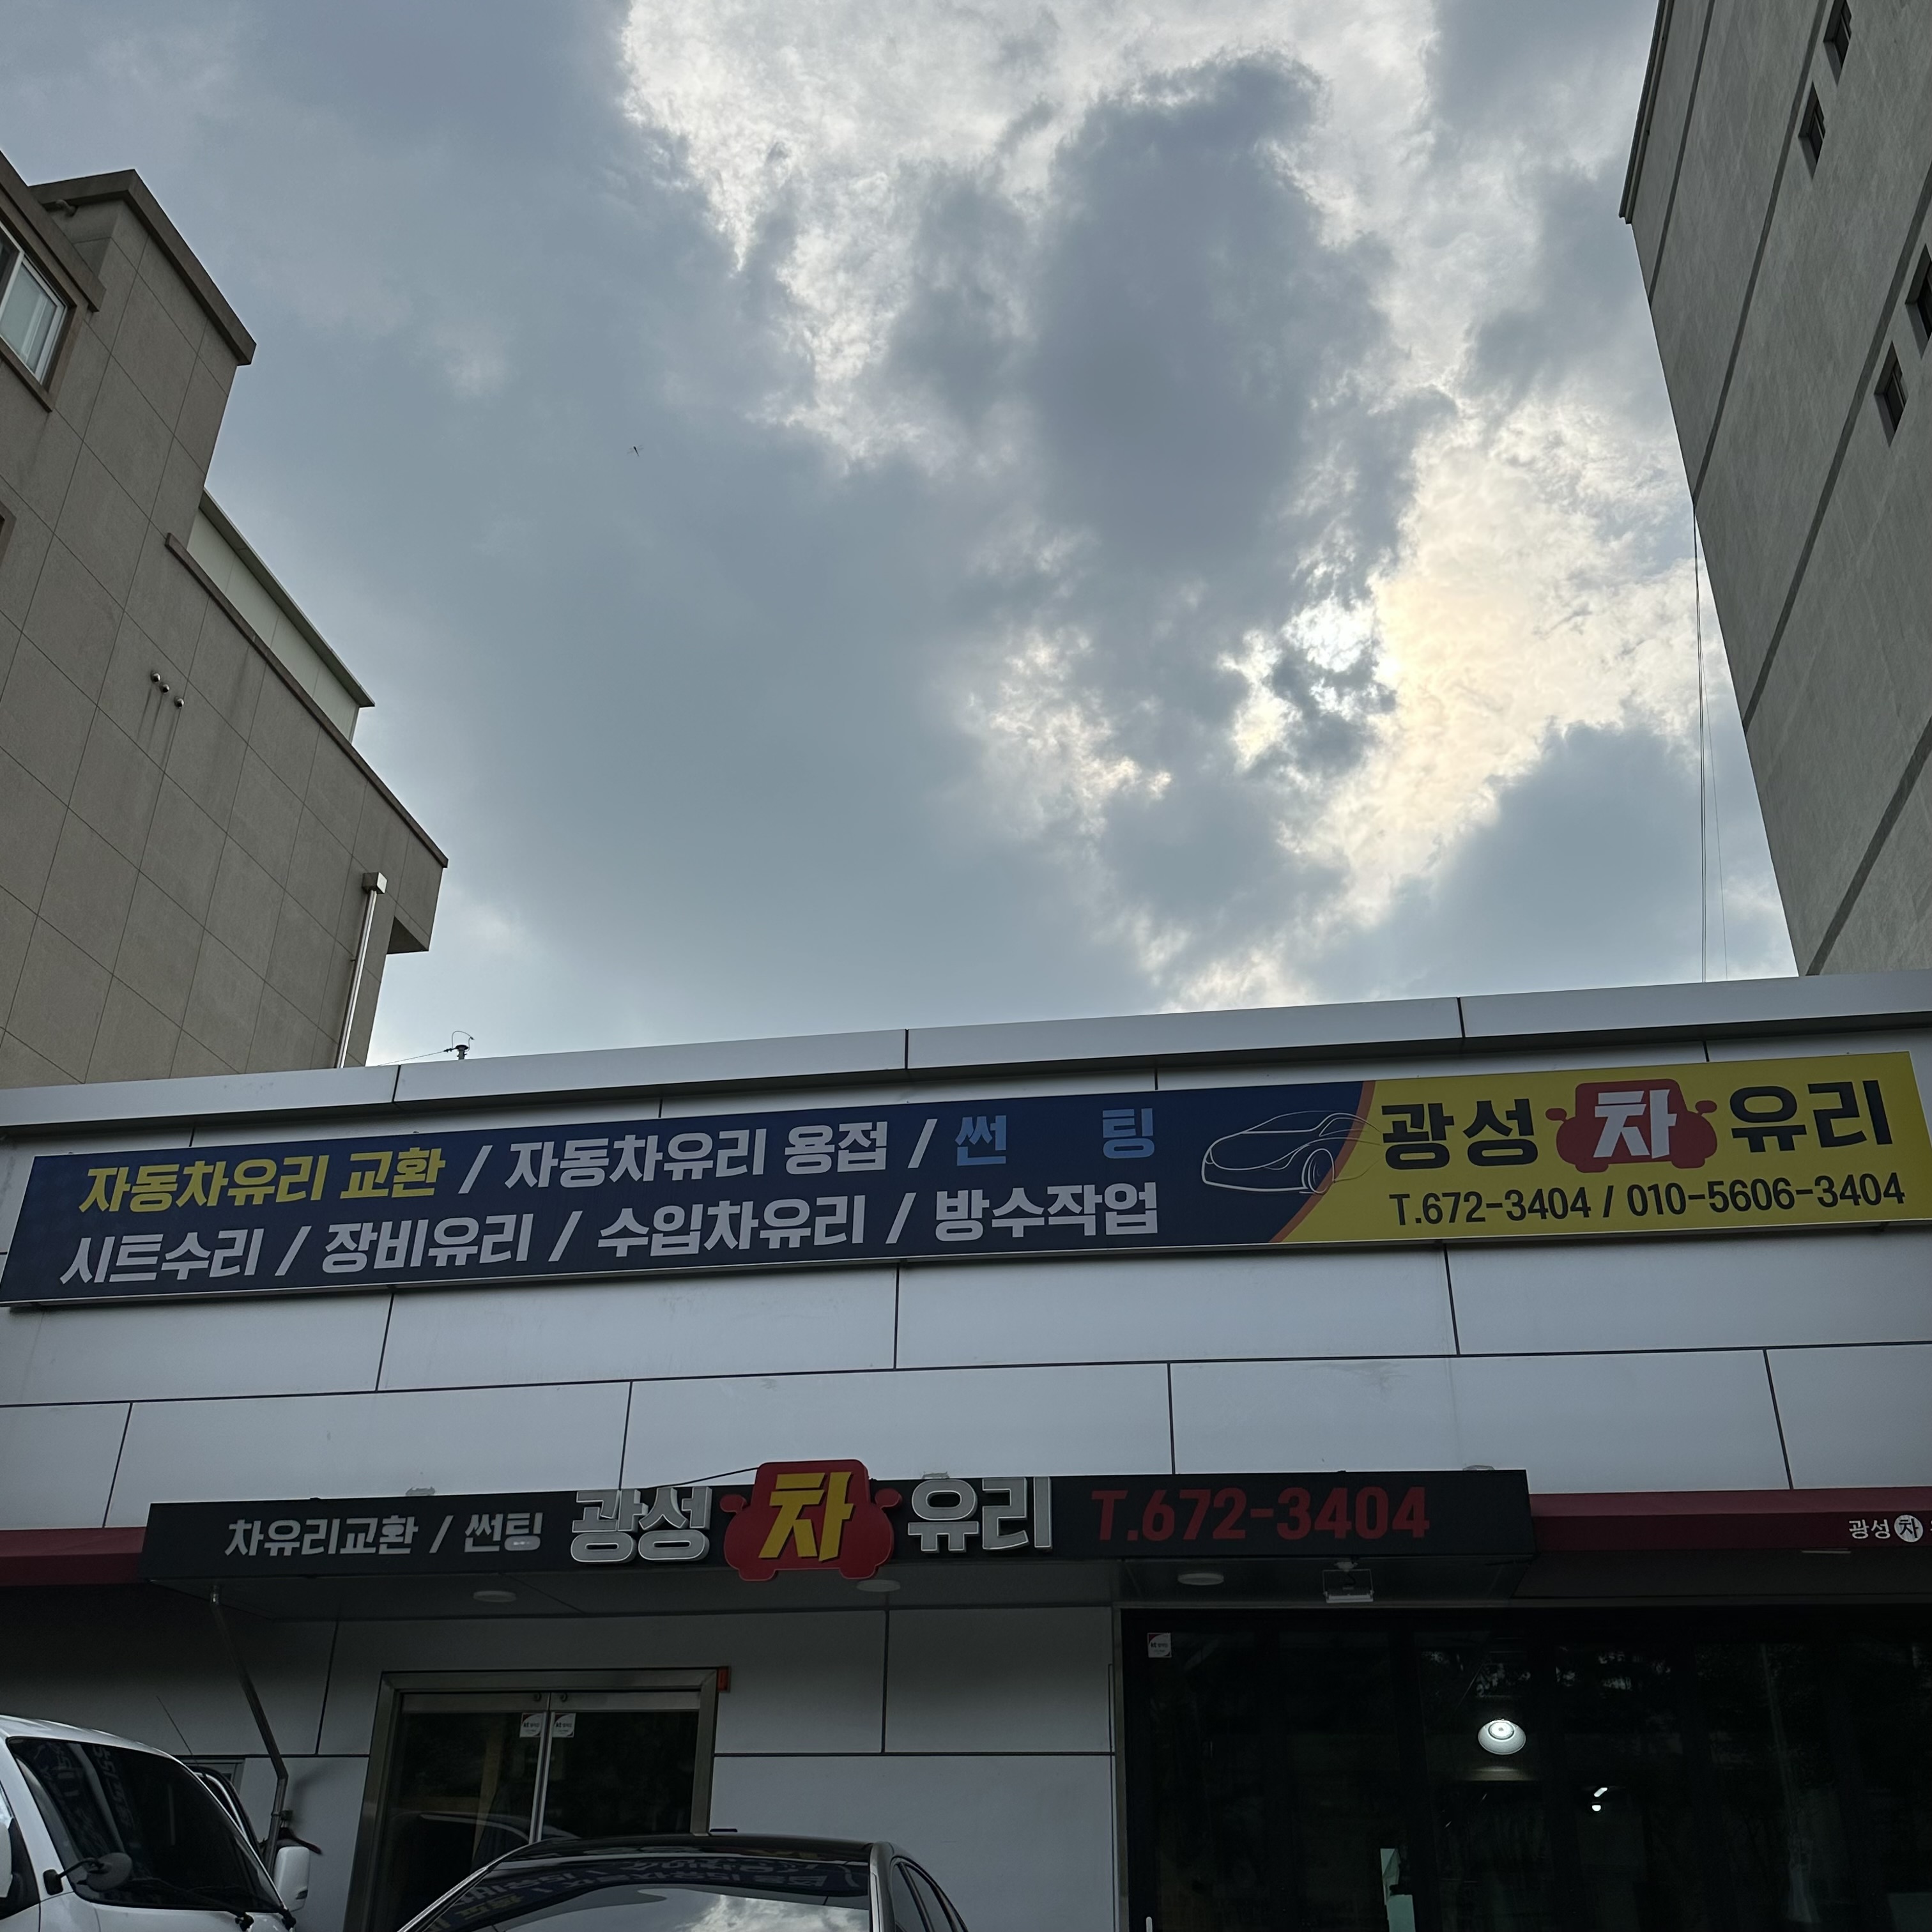 자동차유리 교환 / 자동차유리 용접 / 썬 팅
시트수리 / 장비유리 / 수입차유리 / 방수작업
광성차유리
T.672-3404 / 010-5606-3404
차유리교환 / 썬팅 광성차유리 T.672-3404
광성차